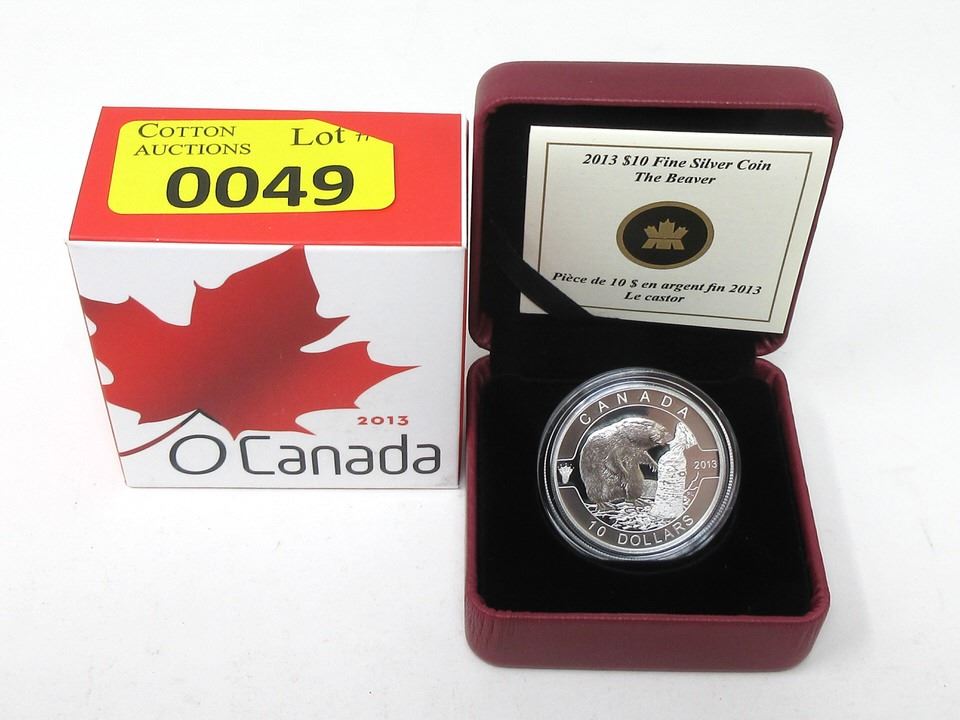 COTTON
AUCTIONS
Lot #
0049
2013
O Canada
2013 $10 Fine Silver Coin
The Beaver
Pièce de 10 $ en argent fin 2013
Le castor
CANADA
2013
10 DOLLARS